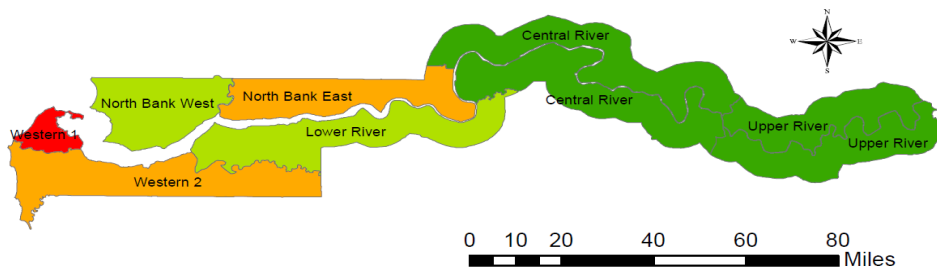 N
W E
S
Central River
North Bank West
North Bank East
Central River
Western 1
Lower River
Upper River
Upper River
Western 2
0 10 20 40 60 80
Miles